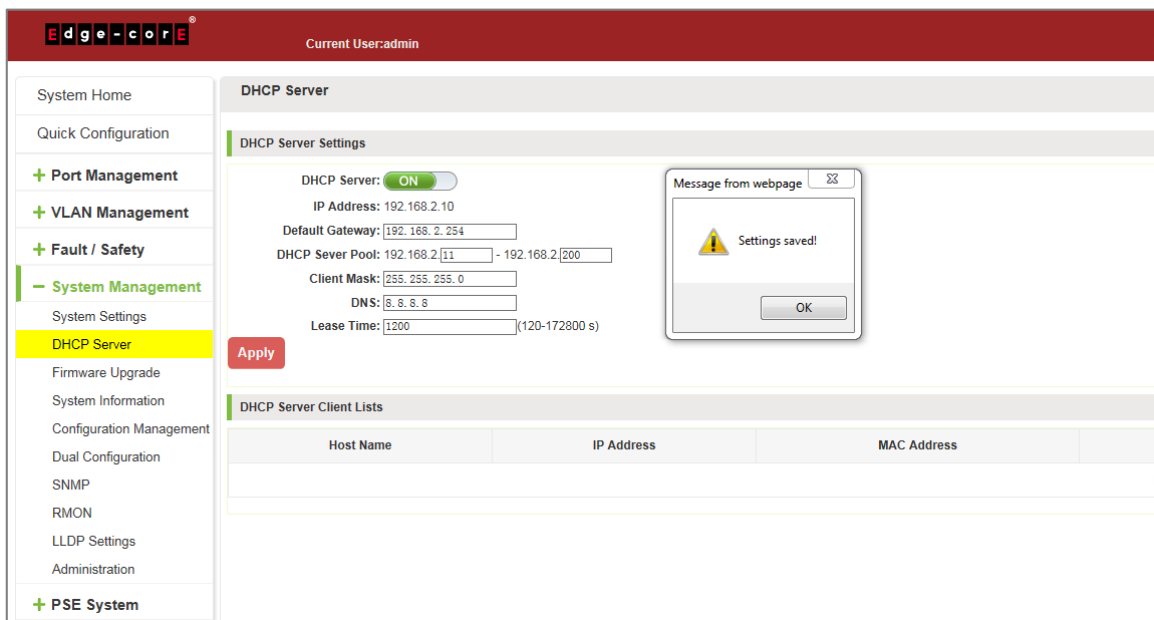 Edge-corE®
Current User:admin
System Home
Quick Configuration
+ Port Management
+ VLAN Management
+ Fault / Safety
− System Management
System Settings
DHCP Server
Firmware Upgrade
System Information
Configuration Management
Dual Configuration
SNMP
RMON
LLDP Settings
Administration
+ PSE System
DHCP Server
DHCP Server Settings
DHCP Server: ON
IP Address: 192.168.2.10
Default Gateway: 192.168.2.254
DHCP Sever Pool: 192.168.2.11 - 192.168.2.200
Client Mask: 255.255.255.0
DNS: 8.8.8.8
Lease Time: 1200 (120-172800 s)
Apply
Message from webpage
Settings saved!
OK
DHCP Server Client Lists
Host Name IP Address MAC Address